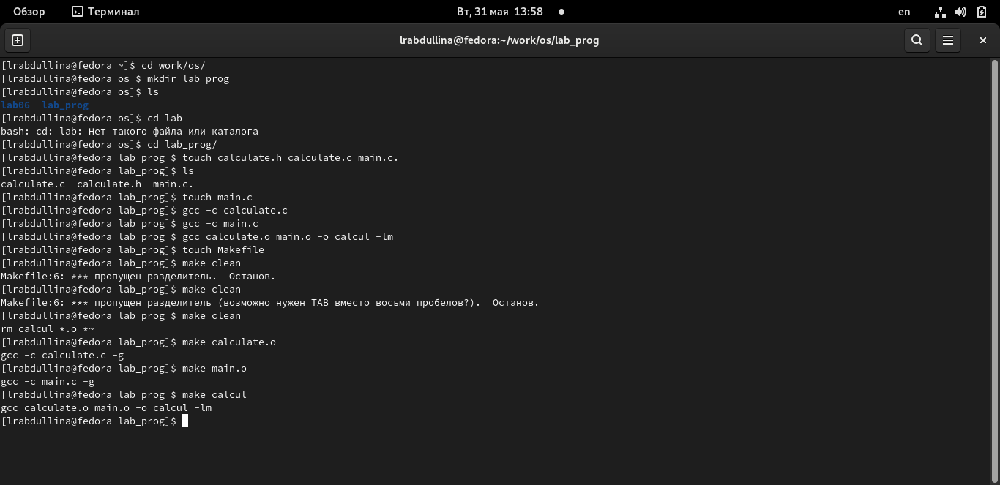 Обзор Терминал Вт, 31 мая 13:58 en
lrabdullina@fedora:~/work/os/lab_prog
[lrabdullina@fedora ~]$ cd work/os/
[lrabdullina@fedora os]$ mkdir lab_prog
[lrabdullina@fedora os]$ ls
lab06  lab_prog
[lrabdullina@fedora os]$ cd lab
bash: cd: lab: Нет такого файла или каталога
[lrabdullina@fedora os]$ cd lab_prog/
[lrabdullina@fedora lab_prog]$ touch calculate.h calculate.c main.c.
[lrabdullina@fedora lab_prog]$ ls
calculate.c  calculate.h  main.c.
[lrabdullina@fedora lab_prog]$ touch main.c
[lrabdullina@fedora lab_prog]$ gcc -c calculate.c
[lrabdullina@fedora lab_prog]$ gcc -c main.c
[lrabdullina@fedora lab_prog]$ gcc calculate.o main.o -o calcul -lm
[lrabdullina@fedora lab_prog]$ touch Makefile
[lrabdullina@fedora lab_prog]$ make clean
Makefile:6: *** пропущен разделитель.  Останов.
[lrabdullina@fedora lab_prog]$ make clean
Makefile:6: *** пропущен разделитель (возможно нужен TAB вместо восьми пробелов?).  Останов.
[lrabdullina@fedora lab_prog]$ make clean
rm calcul *.o *~
[lrabdullina@fedora lab_prog]$ make calculate.o
gcc -c calculate.c -g
[lrabdullina@fedora lab_prog]$ make main.o
gcc -c main.c -g
[lrabdullina@fedora lab_prog]$ make calcul
gcc calculate.o main.o -o calcul -lm
[lrabdullina@fedora lab_prog]$